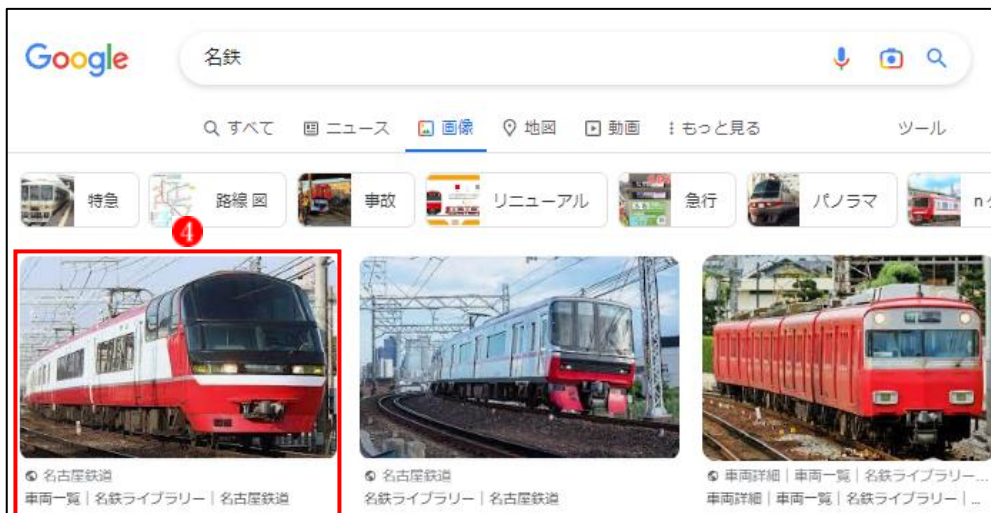 Google 名鉄
すべて ニュース 画像 地図 動画 もっと見る ツール
特急 路線図 事故 リニューアル 急行 パノラマ
4
名古屋鉄道 名古屋鉄道 車両詳細 | 車両一覧 | 名鉄ライブラリー...
車両一覧 | 名鉄ライブラリー | 名古屋鉄道 名鉄ライブラリー | 名古屋鉄道 車両詳細 | 車両一覧 | 名鉄ライブラリー | ...